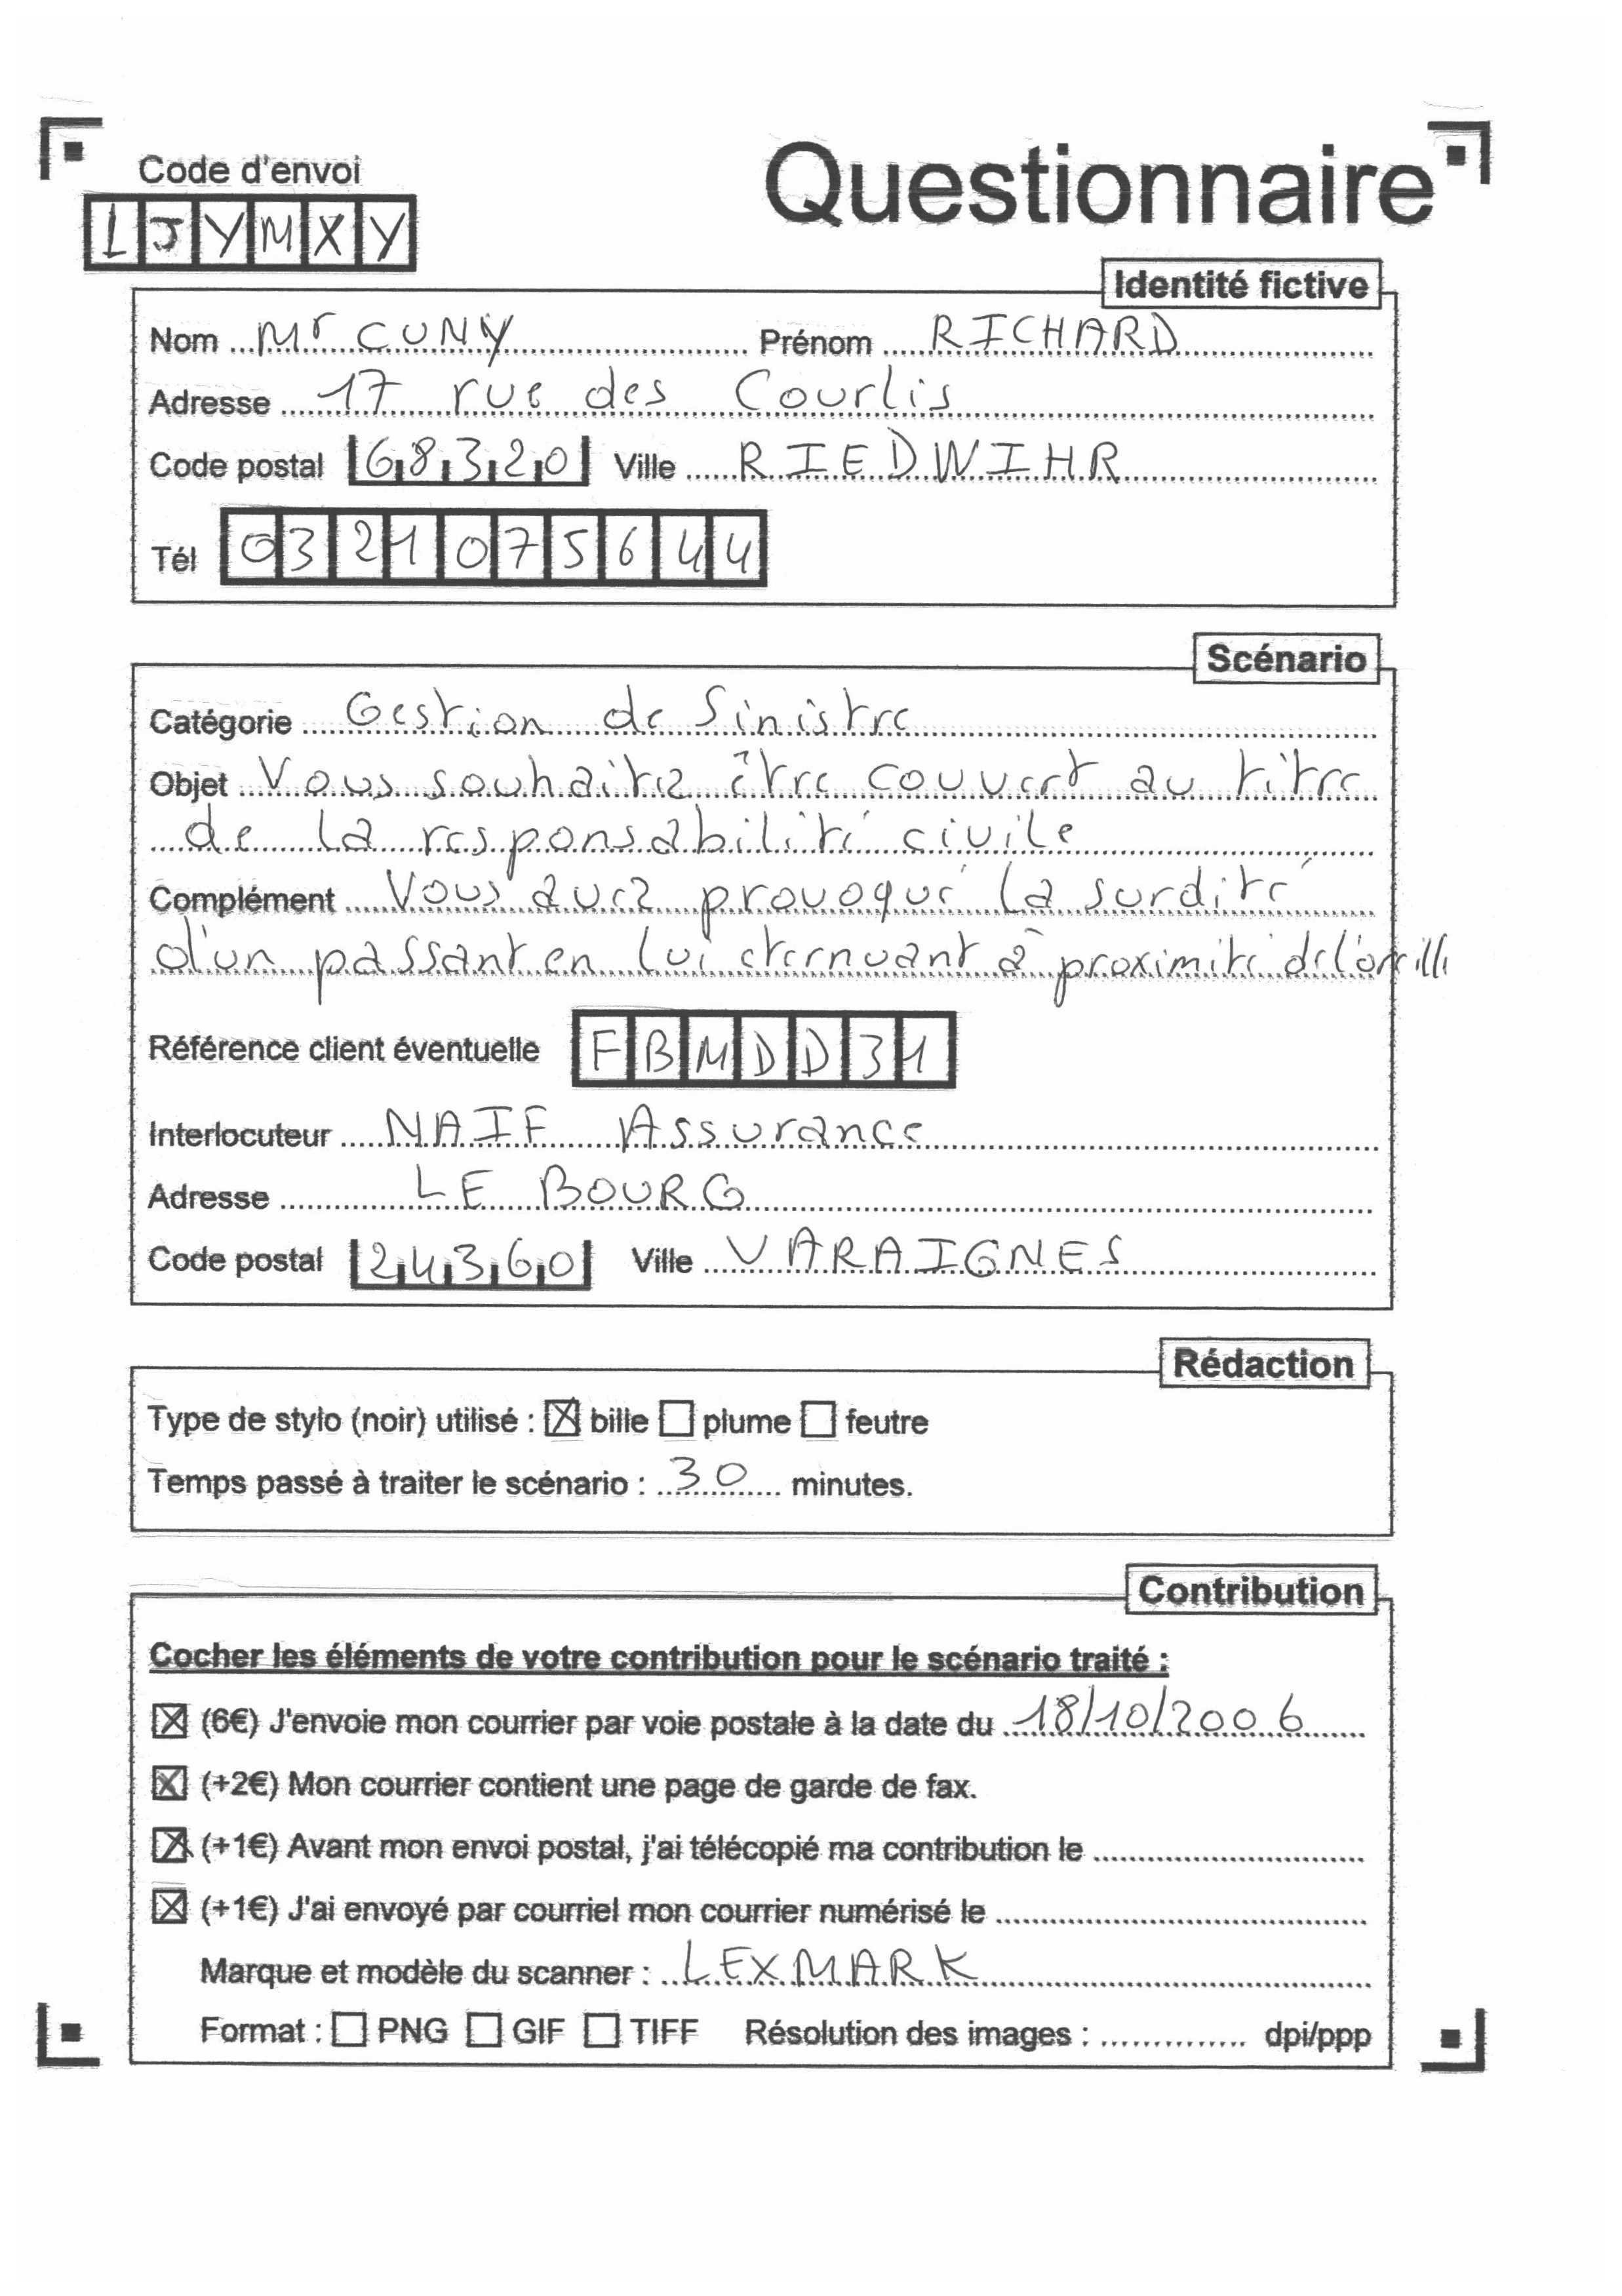 Code d'envoi
Questionnaire
LJYMXY
Identité fictive
Nom Mr CUNY Prénom RICHARD
Adresse 17 rue des Courlis
Code postal 68320 Ville RIEDWIHR
Tél 0321075644
Scénario
Catégorie Gestion de Sinistre
Objet Vous souhaitez être couvert au titre
de la responsabilité civile
Complément Vous avez provoqué la surdité
d'un passant en lui eternuant à proximité de l'oreille
Référence client éventuelle FBMDD31
Interlocuteur NAIF Assurance
Adresse LE BOURG
Code postal 24360 Ville VARAIGNES
Rédaction
Type de stylo (noir) utilisé : bille plume feutre
Temps passé à traiter le scénario : 30 minutes.
Contribution
Cocher les éléments de votre contribution pour le scénario traité :
(6€) J'envoie mon courrier par voie postale à la date du 18/10/2006
(+2€) Mon courrier contient une page de garde de fax.
(+1€) Avant mon envoi postal, j'ai télécopié ma contribution le
(+1€) J'ai envoyé par courriel mon courrier numérisé le
Marque et modèle du scanner : LEXMARK
Format : PNG GIF TIFF Résolution des images : dpi/ppp